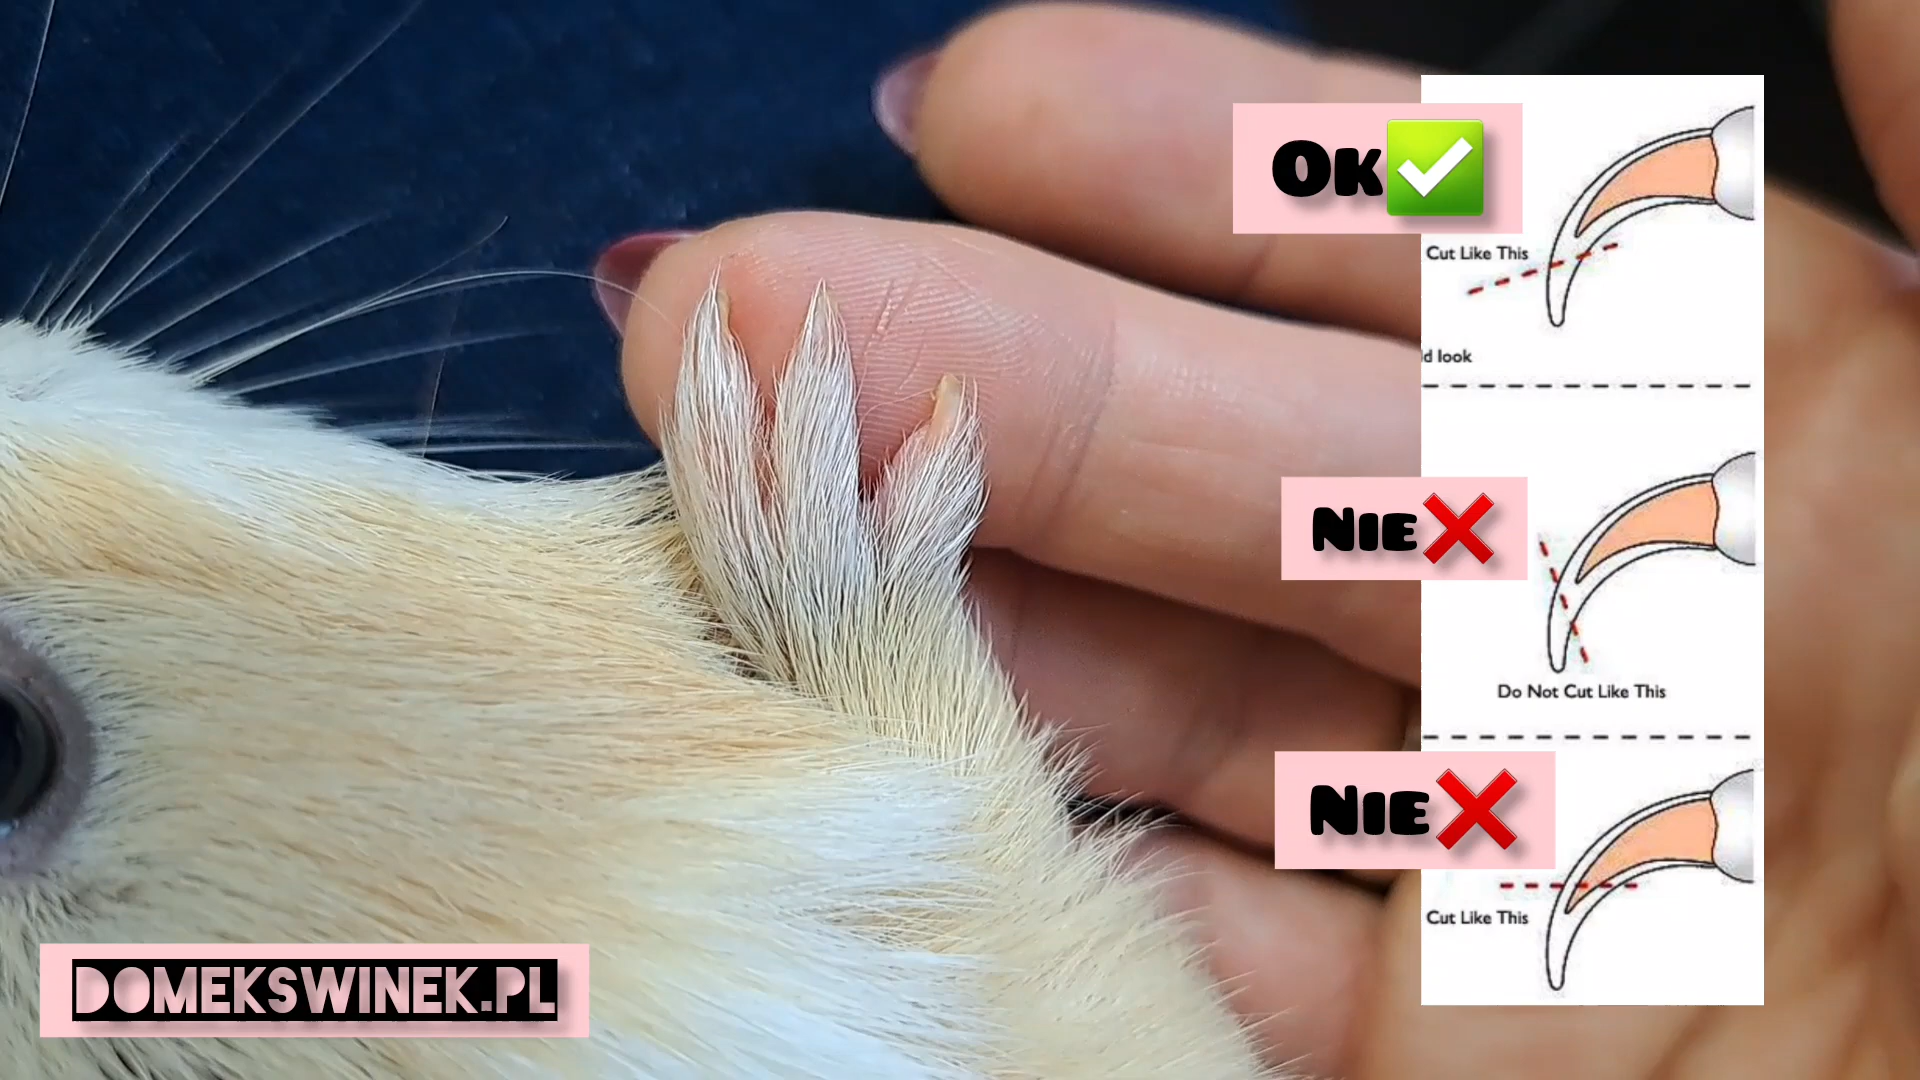 Ok✅
Cut Like This
d look
Nie❌
Do Not Cut Like This
Nie❌
Cut Like This
DOMEKSWINEK.PL